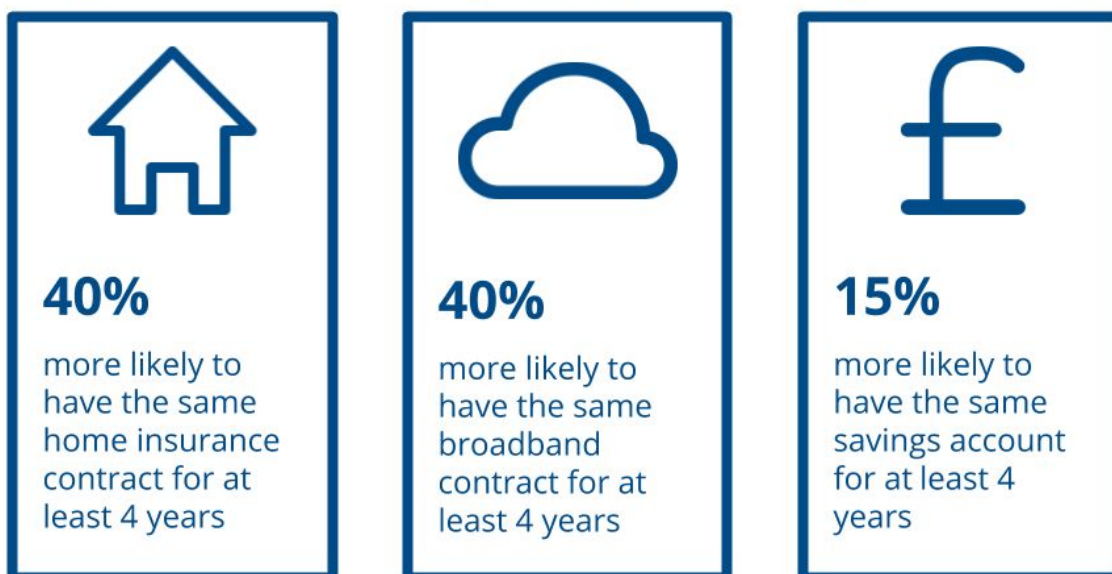 40%
more likely to
have the same
home insurance
contract for at
least 4 years
40%
more likely to
have the same
broadband
contract for at
least 4 years
£
15%
more likely to
have the same
savings account
for at least 4
years